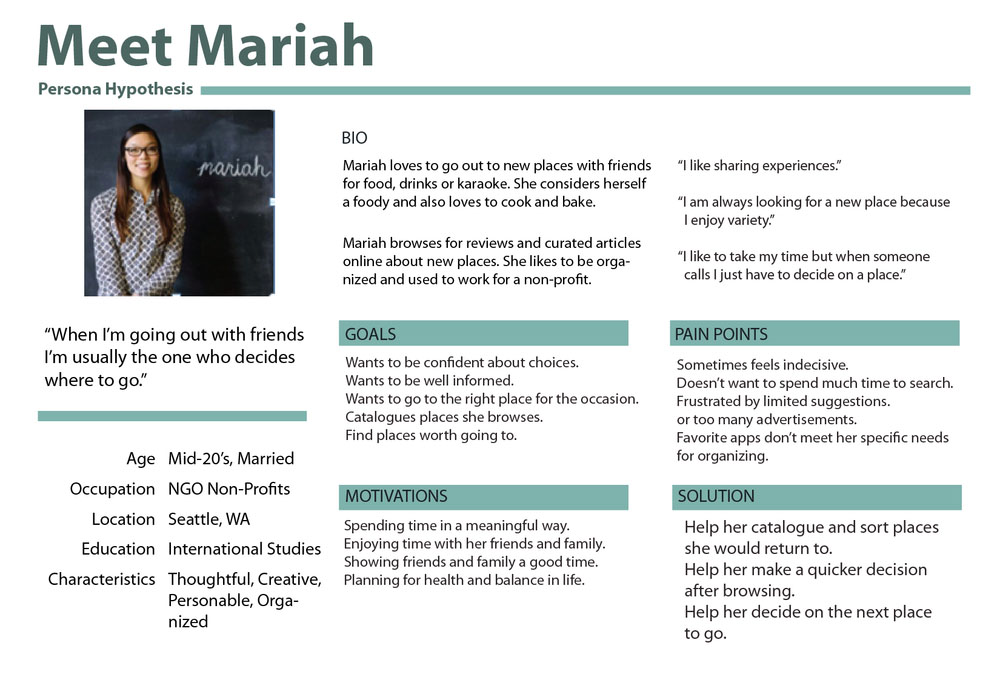 Meet Mariah
Persona Hypothesis
mariah
“When I’m going out with friends
I’m usually the one who decides
where to go.”
Age Mid-20’s, Married
Occupation NGO Non-Profits
Location Seattle, WA
Education International Studies
Characteristics Thoughtful, Creative,
Personable, Orga-
nized
BIO
Mariah loves to go out to new places with friends
for food, drinks or karaoke. She considers herself
a foody and also loves to cook and bake.
Mariah browses for reviews and curated articles
online about new places. She likes to be orga-
nized and used to work for a non-profit.
“I like sharing experiences.”
“I am always looking for a new place because
I enjoy variety.”
“I like to take my time but when someone
calls I just have to decide on a place.”
GOALS
Wants to be confident about choices.
Wants to be well informed.
Wants to go to the right place for the occasion.
Catalogues places she browses.
Find places worth going to.
PAIN POINTS
Sometimes feels indecisive.
Doesn’t want to spend much time to search.
Frustrated by limited suggestions.
or too many advertisements.
Favorite apps don’t meet her specific needs
for organizing.
MOTIVATIONS
Spending time in a meaningful way.
Enjoying time with her friends and family.
Showing friends and family a good time.
Planning for health and balance in life.
SOLUTION
Help her catalogue and sort places
she would return to.
Help her make a quicker decision
after browsing.
Help her decide on the next place
to go.